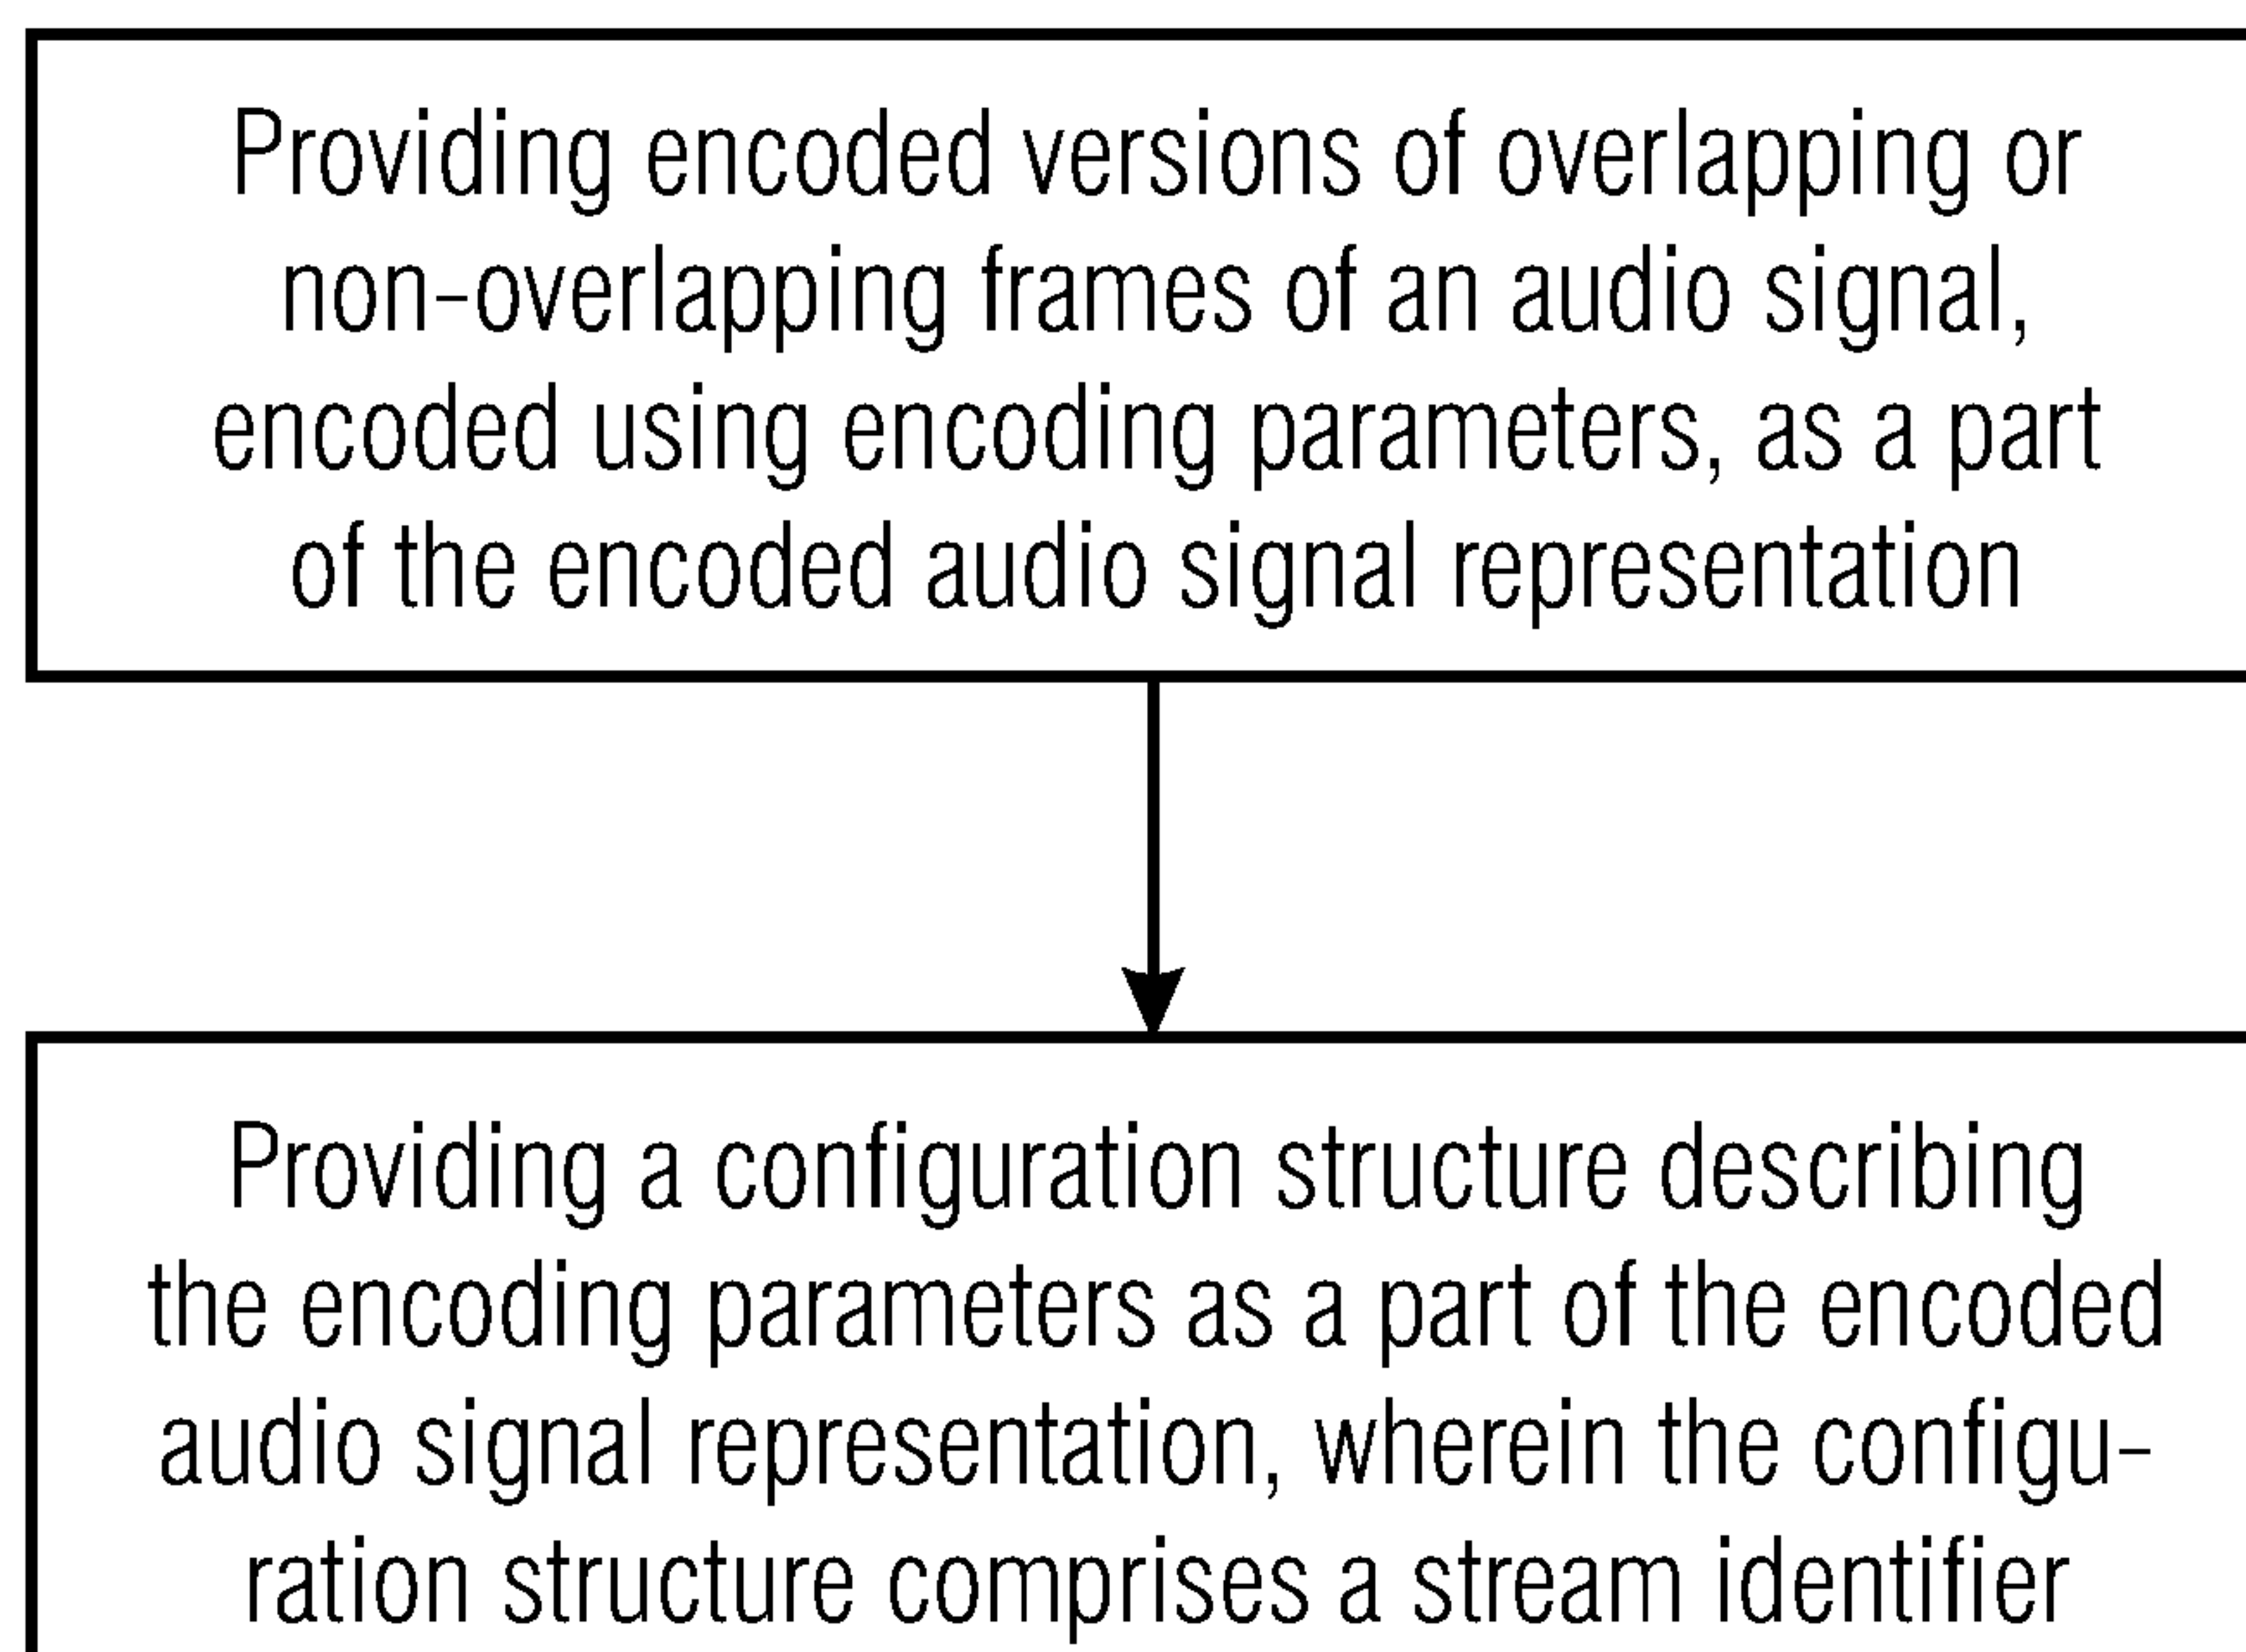 Providing encoded versions of overlapping or
non-overlapping frames of an audio signal,
encoded using encoding parameters, as a part
of the encoded audio signal representation
Providing a configuration structure describing
the encoding parameters as a part of the encoded
audio signal representation, wherein the configu-
ration structure comprises a stream identifier